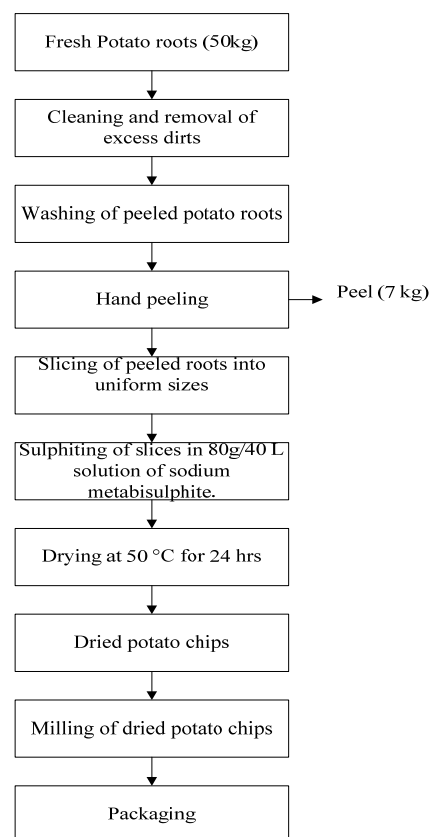 Fresh Potato roots (50kg)
Cleaning and removal of
excess dirts
Washing of peeled potato roots
Hand peeling
Peel (7 kg)
Slicing of peeled roots into
uniform sizes
Sulphiting of slices in 80g/40 L
solution of sodium
metabisulphite.
Drying at 50 °C for 24 hrs
Dried potato chips
Milling of dried potato chips
Packaging